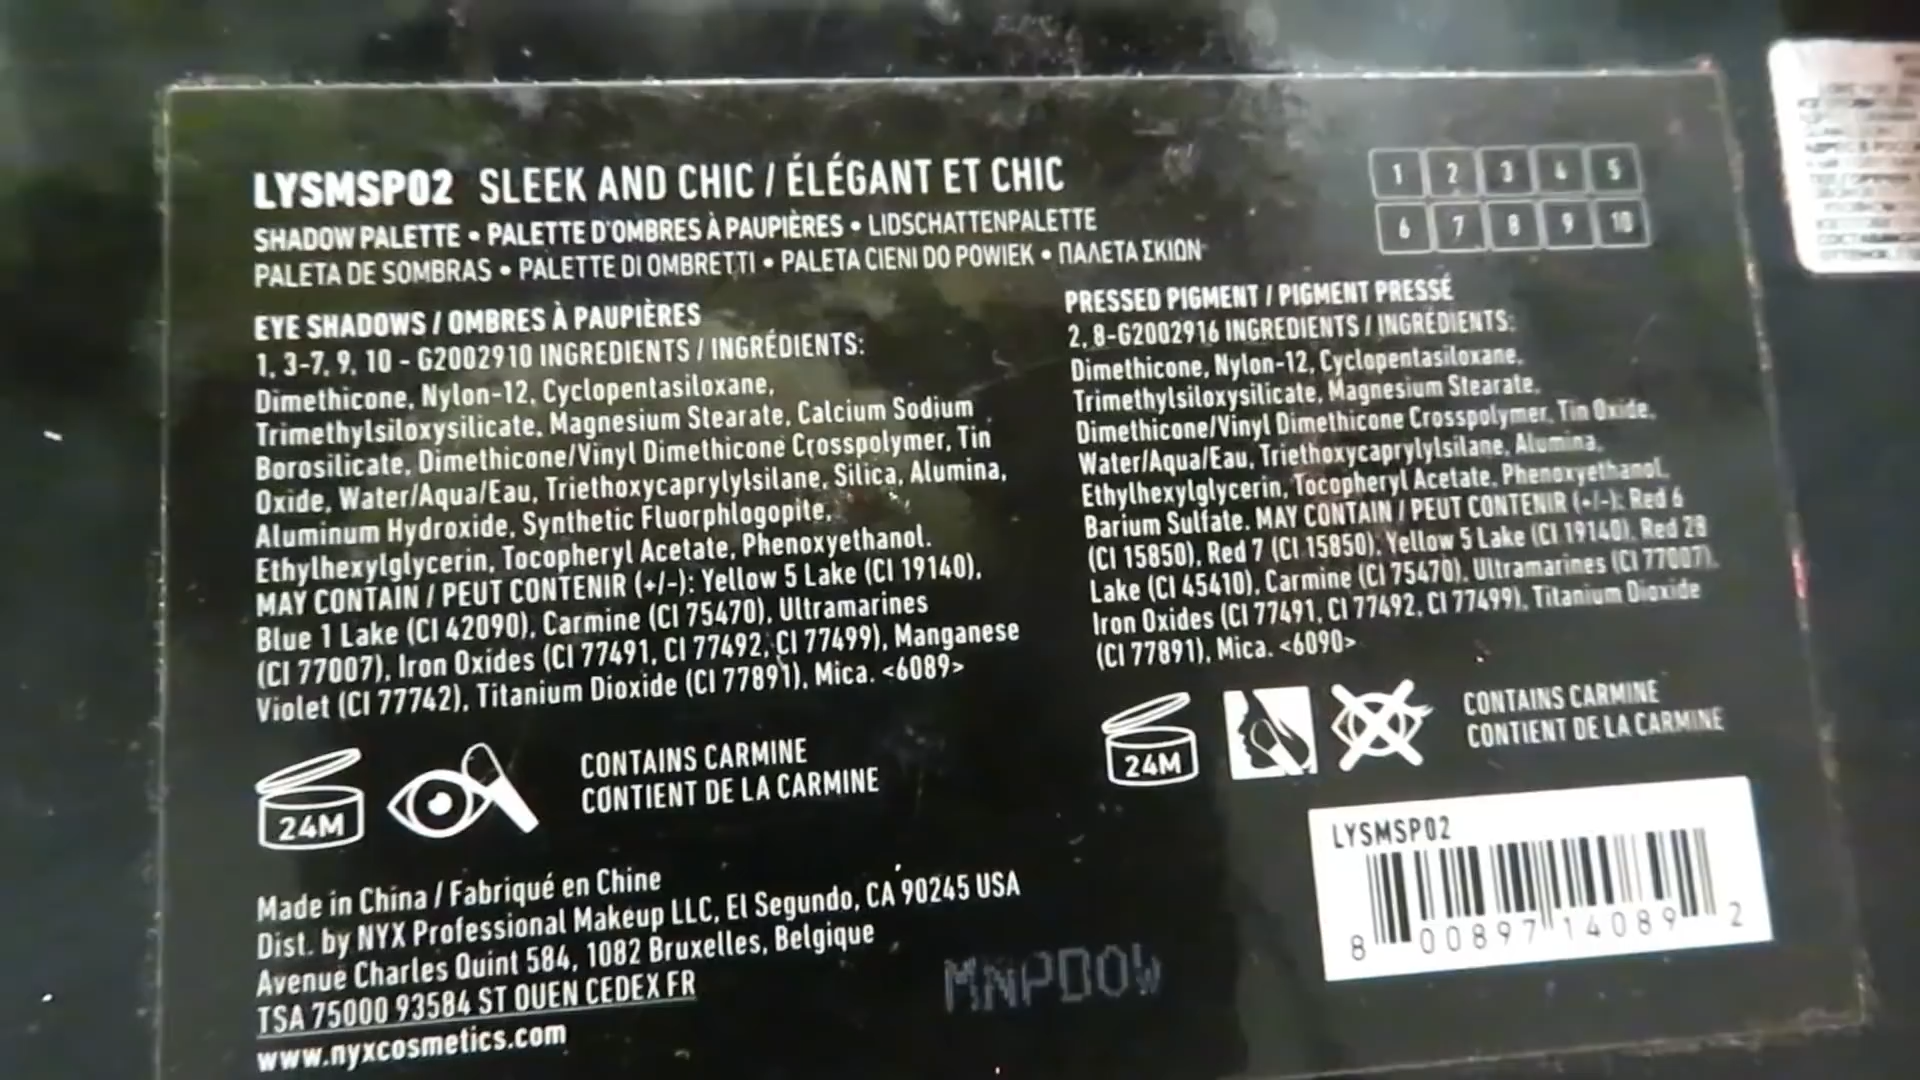 LYSMSP02 SLEEK AND CHIC / ÉLÉGANT ET CHIC
SHADOW PALETTE • PALETTE D'OMBRES À PAUPIÈRES • LIDSCHATTENPALETTE
PALETA DE SOMBRAS • PALETTE DI OMBRETTI • PALETA CIENI DO POWIEK • ΠΑΛΕΤΑ ΣΚΙΩΝ
1 2 3 4 5
6 7 8 9 10
EYE SHADOWS / OMBRES À PAUPIÈRES
1, 3-7, 9, 10 - G2002910 INGREDIENTS / INGRÉDIENTS:
Dimethicone, Nylon-12, Cyclopentasiloxane,
Trimethylsiloxysilicate, Magnesium Stearate, Calcium Sodium
Borosilicate, Dimethicone/Vinyl Dimethicone Crosspolymer, Tin
Oxide, Water/Aqua/Eau, Triethoxycaprylylsilane, Silica, Alumina,
Aluminum Hydroxide, Synthetic Fluorphlogopite,
Ethylhexylglycerin, Tocopheryl Acetate, Phenoxyethanol.
MAY CONTAIN / PEUT CONTENIR (+/-): Yellow 5 Lake (CI 19140),
Blue 1 Lake (CI 42090), Carmine (CI 75470), Ultramarines
(CI 77007), Iron Oxides (CI 77491, CI 77492, CI 77499), Manganese
Violet (CI 77742), Titanium Dioxide (CI 77891), Mica. <6089>
24M
CONTAINS CARMINE
CONTIENT DE LA CARMINE
PRESSED PIGMENT / PIGMENT PRESSÉ
2, 8-G2002916 INGREDIENTS / INGRÉDIENTS:
Dimethicone, Nylon-12, Cyclopentasiloxane,
Trimethylsiloxysilicate, Magnesium Stearate,
Dimethicone/Vinyl Dimethicone Crosspolymer, Tin Oxide,
Water/Aqua/Eau, Triethoxycaprylylsilane, Alumina,
Ethylhexylglycerin, Tocopheryl Acetate, Phenoxyethanol,
Barium Sulfate. MAY CONTAIN / PEUT CONTENIR (+/-): Red 6
(CI 15850), Red 7 (CI 15850), Yellow 5 Lake (CI 19140), Red 28
Lake (CI 45410), Carmine (CI 75470), Ultramarines (CI 77007),
Iron Oxides (CI 77491, CI 77492, CI 77499), Titanium Dioxide
(CI 77891), Mica. <6090>
24M
CONTAINS CARMINE
CONTIENT DE LA CARMINE
Made in China / Fabriqué en Chine
Dist. by NYX Professional Makeup LLC, El Segundo, CA 90245 USA
Avenue Charles Quint 584, 1082 Bruxelles, Belgique
TSA 75000 93584 ST OUEN CEDEX FR
www.nyxcosmetics.com
MNPDOW
LYSMSP02
8 00897 14089 2